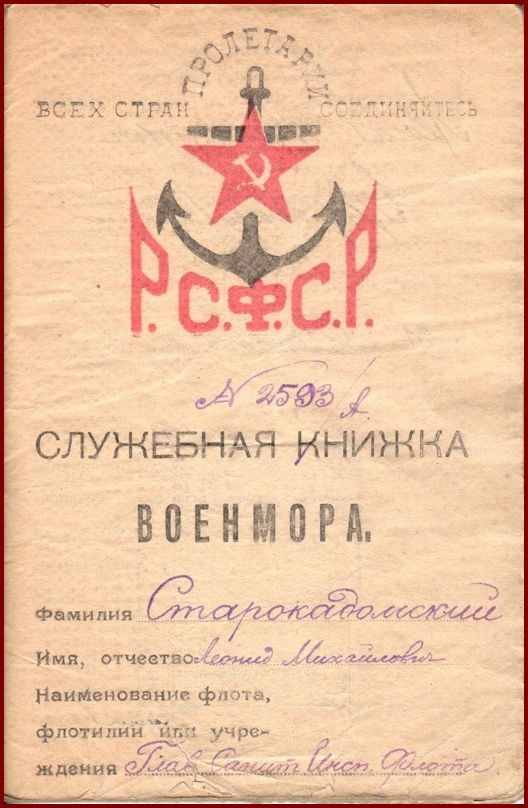 ПРОЛЕТАРИИ
ВСЕХ СТРАН СОЕДИНЯЙТЕСЬ
Р.С.Ф.С.Р.
№ 2593/А.
СЛУЖЕБНАЯ КНИЖКА
ВОЕНМОРА.
Фамилия Старокадомский
Имя, отчество Леонид Михайлович
Наименование флота,
флотилии или учре-
ждения Глав. Санит. Инсп. Флота.